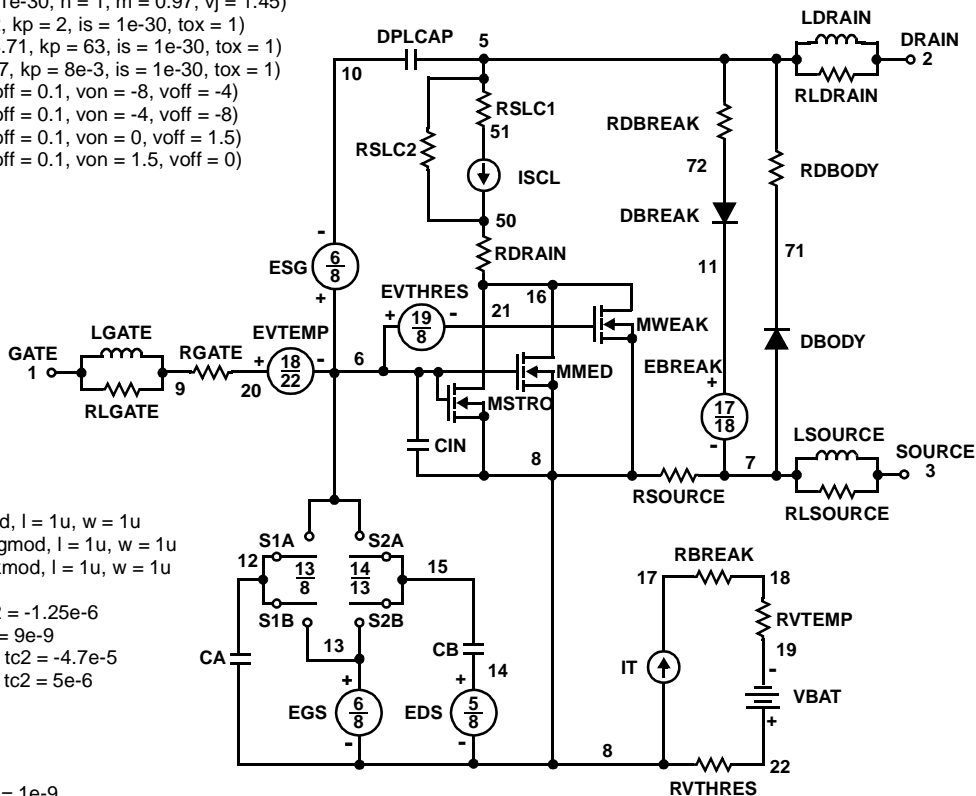 1e-30, n = 1, m = 0.97, vj = 1.45)
, kp = 2, is = 1e-30, tox = 1)
.71, kp = 63, is = 1e-30, tox = 1)
7, kp = 8e-3, is = 1e-30, tox = 1)
off = 0.1, von = -8, voff = -4)
off = 0.1, von = -4, voff = -8)
off = 0.1, von = 0, voff = 1.5)
off = 0.1, von = 1.5, voff = 0)
DPLCAP
5
10
LDRAIN
DRAIN
2
RLDRAIN
RSLC1
51
RSLC2
ISCL
50
RDRAIN
RDBREAK
72
RDBODY
DBREAK
71
11
-
ESG
6
8
+
EVTHRES
+
19
8
-
21
16
MWEAK
LGATE
GATE
1
RLGATE
9
RGATE
EVTEMP
+
18
22
-
20
6
MMED
MSTRO
DBODY
EBREAK
+
17
18
-
CIN
8
RSOURCE
7
LSOURCE
SOURCE
3
RLSOURCE
d, l = 1u, w = 1u
gmod, l = 1u, w = 1u
kmod, l = 1u, w = 1u
= -1.25e-6
= 9e-9
tc2 = -4.7e-5
tc2 = 5e-6
S1A
S2A
12
13
8
14
13
15
S1B
S2B
13
CA
CB
14
+
EGS
6
8
-
+
EDS
5
8
-
8
RBREAK
17
18
RVTEMP
19
IT
-
VBAT
+
22
RVTHRES
= 1e-9